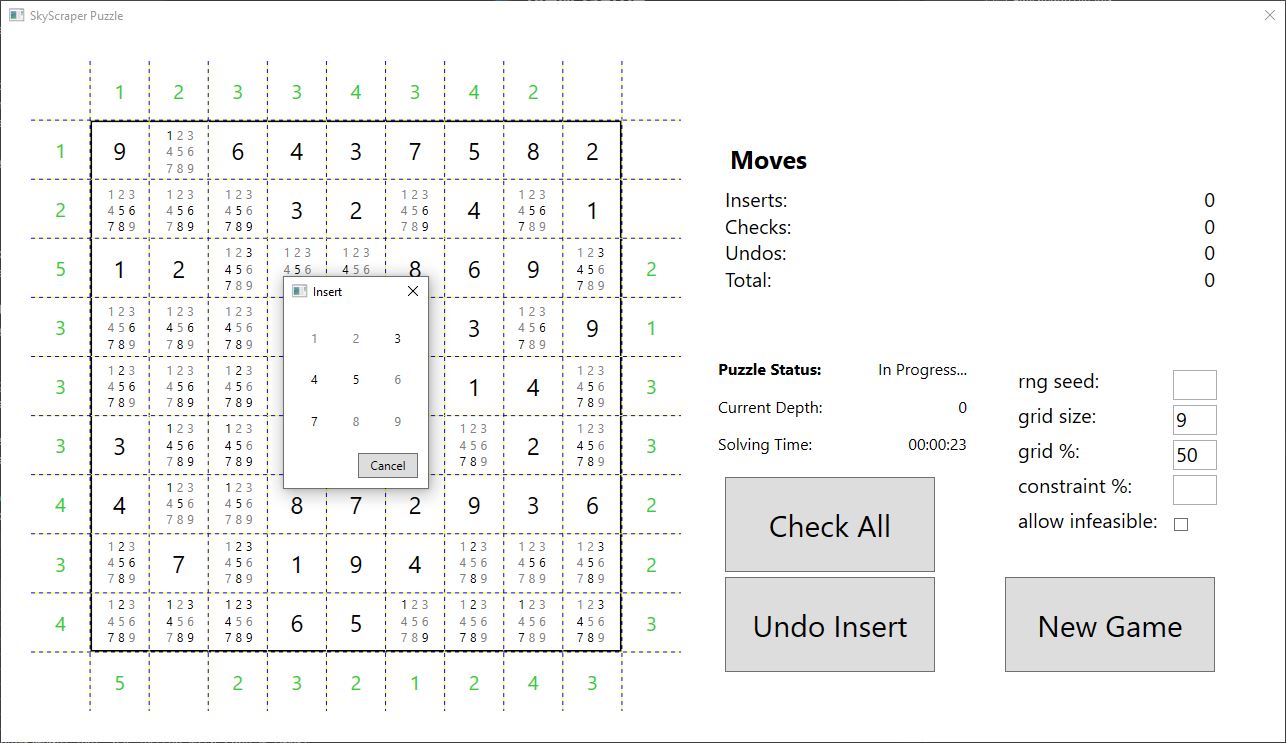 SkyScraper Puzzle
1 2 3 3 4 3 4 2
1 9 1 2 3 6 4 3 7 5 8 2
4 5 6
7 8 9
Moves
1 2 3 1 2 3 1 2 3 1 2 3 1 2 3
2 4 5 6 4 5 6 4 5 6 3 2 4 5 6 4 4 5 6 1
7 8 9 7 8 9 7 8 9 7 8 9 7 8 9
Inserts: 0
Checks: 0
Undos: 0
Total: 0
1 2 3 1 2 3 1 2 3 1 2 3
5 1 2 4 5 6 4 5 6 4 5 6 8 6 9 4 5 6 2
7 8 9 7 8 9
Insert
1 2 3
4 5 6
7 8 9
Cancel
1 2 3 1 2 3 1 2 3 1 2 3
3 4 5 6 4 5 6 4 5 6 3 4 5 6 9 1
7 8 9 7 8 9 7 8 9 7 8 9
1 2 3 1 2 3 1 2 3 1 2 3
3 4 5 6 4 5 6 4 5 6 1 4 4 5 6 3
7 8 9 7 8 9 7 8 9 7 8 9
1 2 3 1 2 3 1 2 3 1 2 3
3 3 4 5 6 4 5 6 4 5 6 2 4 5 6 3
7 8 9 7 8 9 7 8 9 7 8 9
1 2 3 1 2 3
4 4 4 5 6 4 5 6 8 7 2 9 3 6 2
7 8 9 7 8 9
1 2 3 1 2 3 1 2 3 1 2 3 1 2 3
3 4 5 6 7 4 5 6 1 9 4 4 5 6 4 5 6 4 5 6 2
7 8 9 7 8 9 7 8 9 7 8 9 7 8 9
1 2 3 1 2 3 1 2 3 1 2 3 1 2 3 1 2 3 1 2 3
4 4 5 6 4 5 6 4 5 6 6 5 4 5 6 4 5 6 4 5 6 4 5 6 3
7 8 9 7 8 9 7 8 9 7 8 9 7 8 9 7 8 9 7 8 9
5 2 3 2 1 2 4 3
Puzzle Status: In Progress...
Current Depth: 0
Solving Time: 00:00:23
rng seed:
grid size: 9
grid %: 50
constraint %:
allow infeasible:
Check All
Undo Insert
New Game